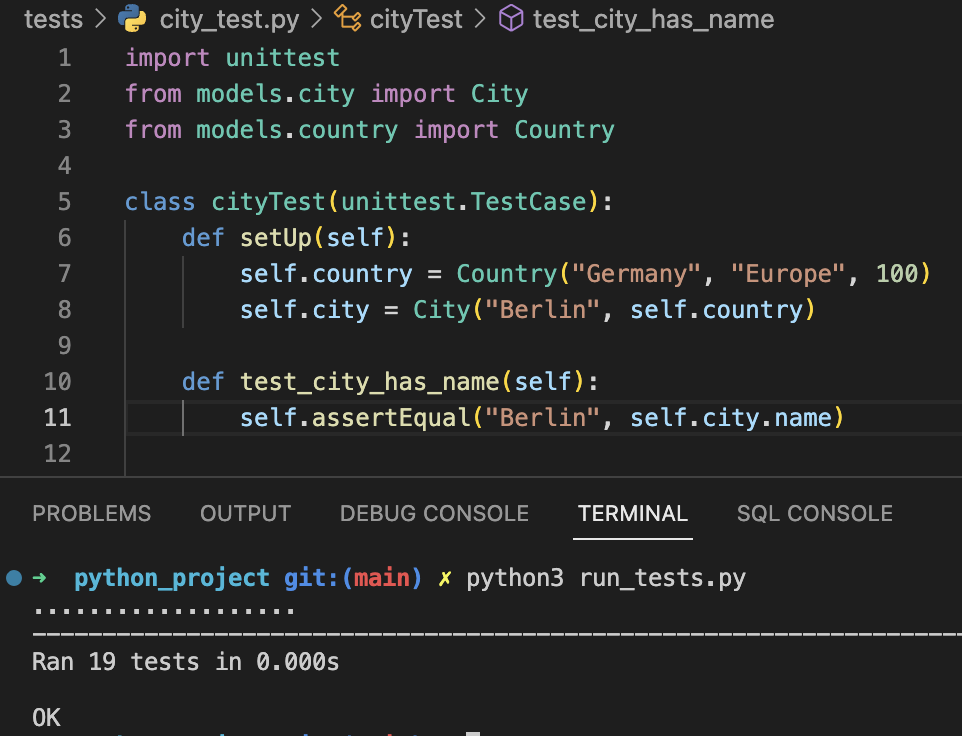 tests > city_test.py > cityTest > test_city_has_name
1 import unittest
2 from models.city import City
3 from models.country import Country
4
5 class cityTest(unittest.TestCase):
6     def setUp(self):
7         self.country = Country("Germany", "Europe", 100)
8         self.city = City("Berlin", self.country)
9
10     def test_city_has_name(self):
11         self.assertEqual("Berlin", self.city.name)
12
PROBLEMS OUTPUT DEBUG CONSOLE TERMINAL SQL CONSOLE
➜ python_project git:(main) ✗ python3 run_tests.py
...................
----------------------------------------------------------------------
Ran 19 tests in 0.000s
OK